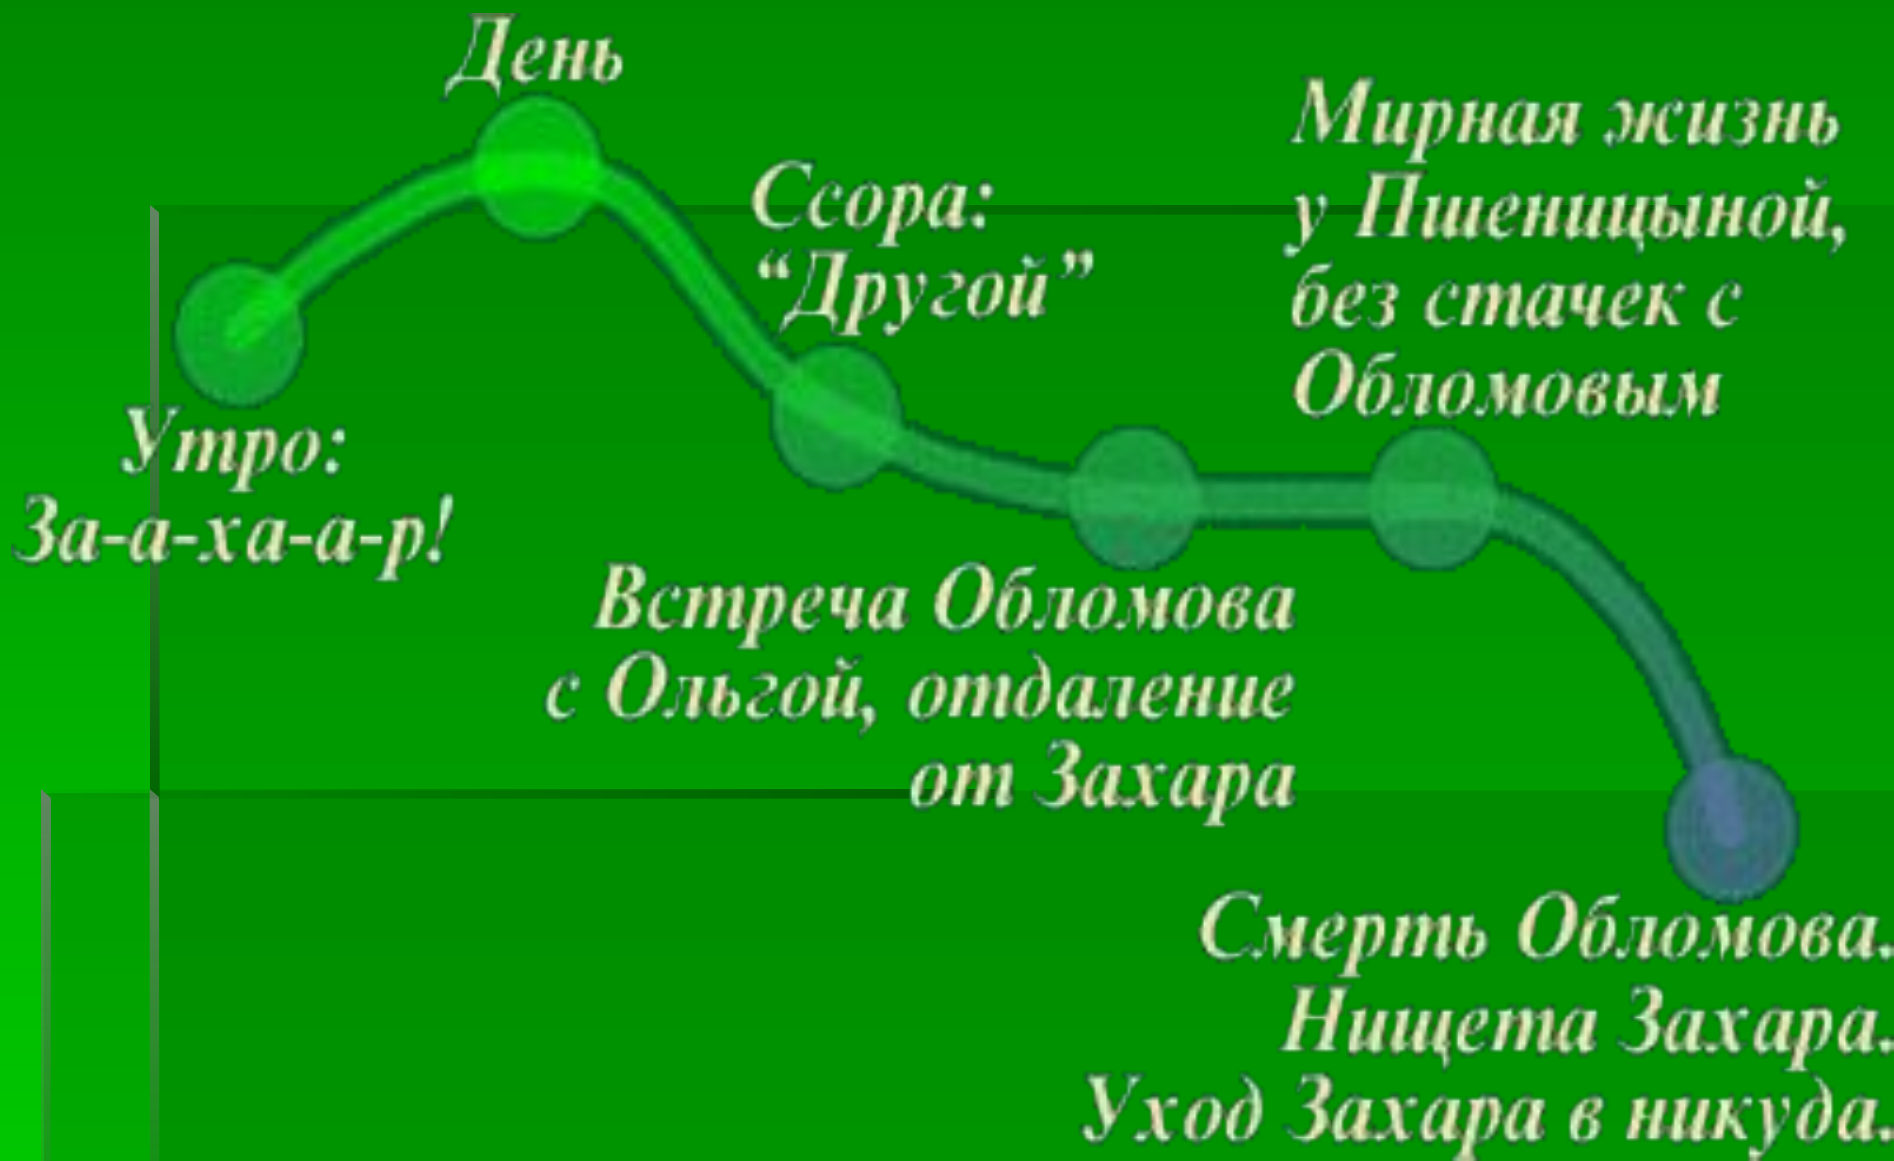 День
Утро:
За-а-ха-а-р!
Ссора:
“Другой”
Встреча Обломова
с Ольгой, отдаление
от Захара
Мирная жизнь
у Пшеницыной,
без стачек с
Обломовым
Смерть Обломова.
Нищета Захара.
Уход Захара в никуда.